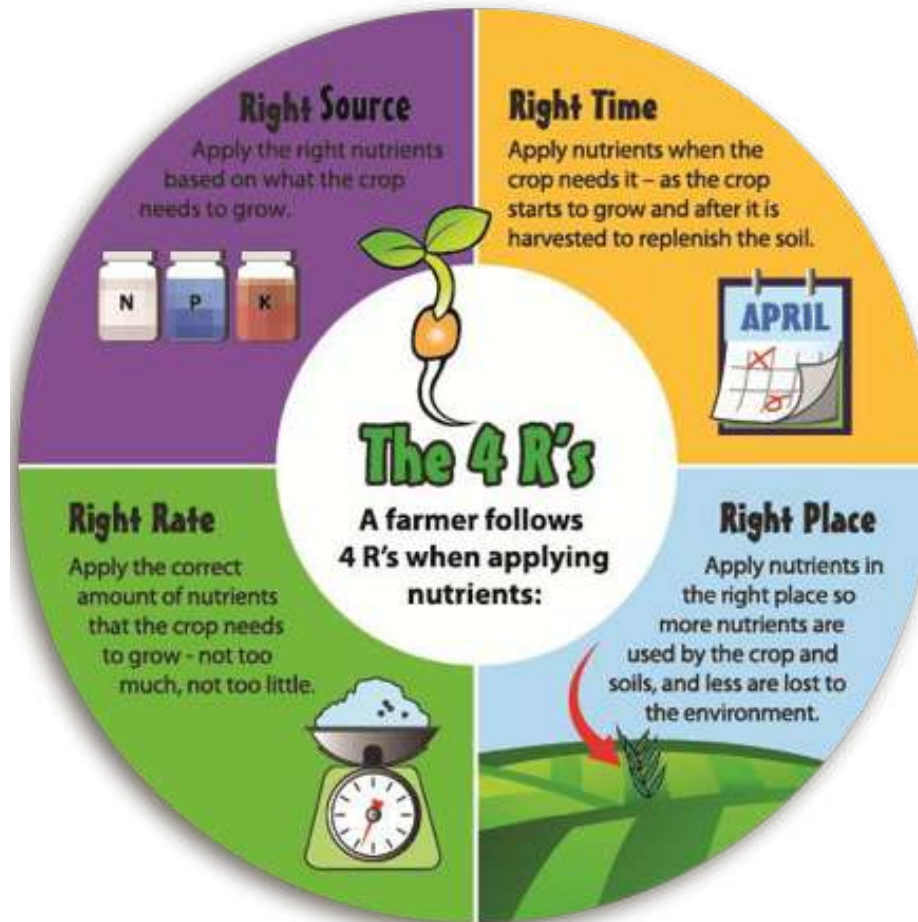 Right Source
Apply the right nutrients
based on what the crop
needs to grow.
N P K
Right Time
Apply nutrients when the
crop needs it – as the crop
starts to grow and after it is
harvested to replenish the soil.
APRIL
The 4 R's
A farmer follows
4 R's when applying
nutrients:
Right Rate
Apply the correct
amount of nutrients
that the crop needs
to grow - not too
much, not too little.
Right Place
Apply nutrients in
the right place so
more nutrients are
used by the crop and
soils, and less are lost to
the environment.